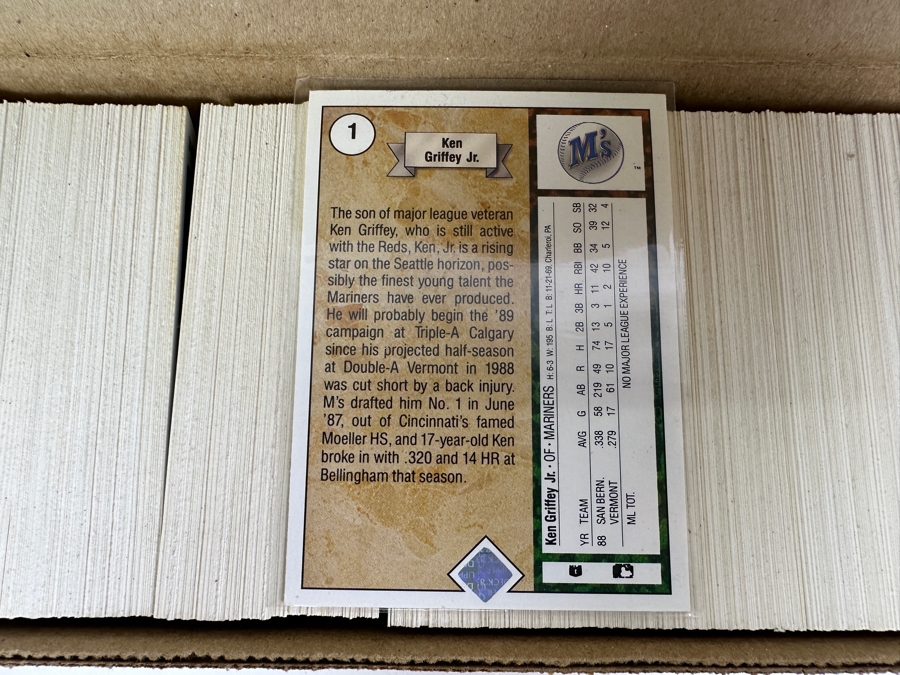 1
Ken
Griffey Jr.
M's
TM
The son of major league veteran
Ken Griffey, who is still active
with the Reds, Ken, Jr. is a rising
star on the Seattle horizon, pos-
sibly the finest young talent the
Mariners have ever produced.
He will probably begin the '89
campaign at Triple-A Calgary
since his projected half-season
at Double-A Vermont in 1988
was cut short by a back injury.
M's drafted him No. 1 in June
'87, out of Cincinnati's famed
Moeller HS, and 17-year-old Ken
broke in with .320 and 14 HR at
Bellingham that season.
Ken Griffey Jr. • OF • MARINERS H: 6-3 W: 195 B: L T: L B: 11-21-69, Charleroi, PA
YR TEAM AVG G AB R H 2B 3B HR RBI BB SO SB
88 SAN BERN. .338 58 219 49 74 13 3 11 42 34 39 32
VERMONT .279 17 61 10 17 5 1 2 10 5 12 4
ML TOT. NO MAJOR LEAGUE EXPERIENCE